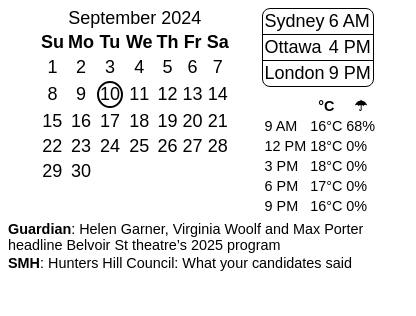 September 2024
Su Mo Tu We Th Fr Sa
1 2 3 4 5 6 7
8 9 10 11 12 13 14
15 16 17 18 19 20 21
22 23 24 25 26 27 28
29 30
Sydney 6 AM
Ottawa 4 PM
London 9 PM
°C ☂
9 AM 16°C 68%
12 PM 18°C 0%
3 PM 18°C 0%
6 PM 17°C 0%
9 PM 16°C 0%
Guardian: Helen Garner, Virginia Woolf and Max Porter
headline Belvoir St theatre’s 2025 program
SMH: Hunters Hill Council: What your candidates said